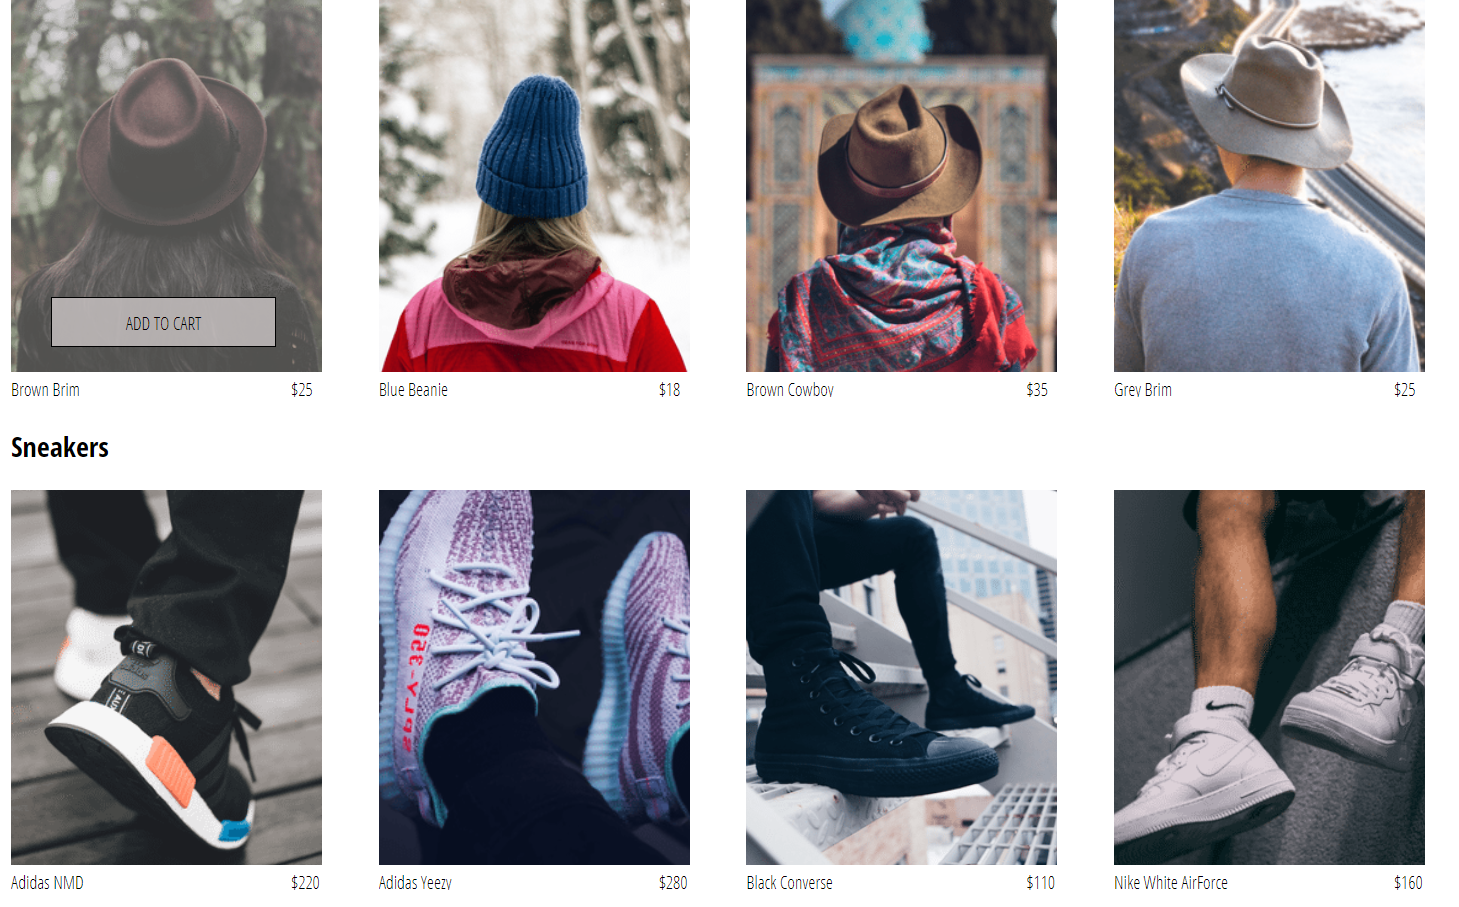 ADD TO CART
Brown Brim $25
Blue Beanie $18
Brown Cowboy $35
Grey Brim $25
Sneakers
SPLY-350
Adidas NMD $220
Adidas Yeezy $280
Black Converse $110
Nike White AirForce $160